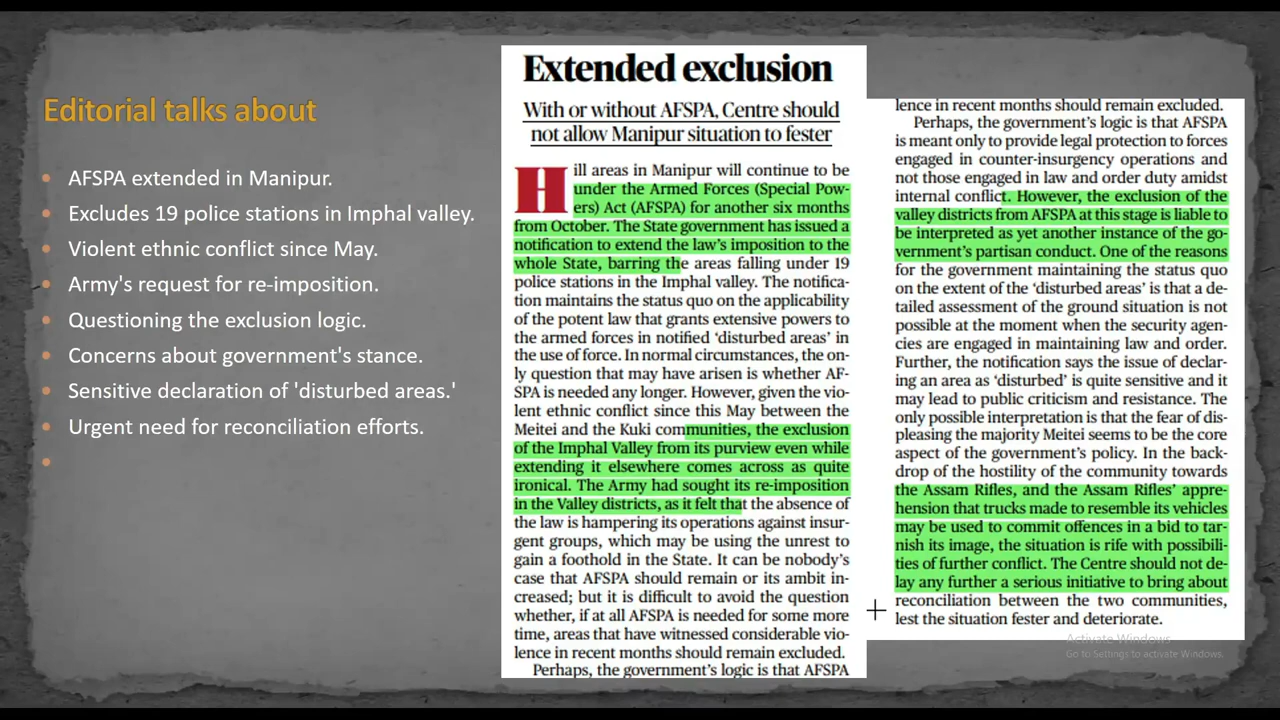 Editorial talks about
AFSPA extended in Manipur.
Excludes 19 police stations in Imphal valley.
Violent ethnic conflict since May.
Army's request for re-imposition.
Questioning the exclusion logic.
Concerns about government's stance.
Sensitive declaration of 'disturbed areas.'
Urgent need for reconciliation efforts.
Extended exclusion
With or without AFSPA, Centre should
not allow Manipur situation to fester
Hill areas in Manipur will continue to be
under the Armed Forces (Special Pow-
ers) Act (AFSPA) for another six months
from October. The State government has issued a
notification to extend the law's imposition to the
whole State, barring the areas falling under 19
police stations in the Imphal valley. The notifica-
tion maintains the status quo on the applicability
of the potent law that grants extensive powers to
the armed forces in notified 'disturbed areas' in
the use of force. In normal circumstances, the on-
ly question that may have arisen is whether AF-
SPA is needed any longer. However, given the vio-
lent ethnic conflict since this May between the
Meitei and the Kuki communities, the exclusion
of the Imphal Valley from its purview even while
extending it elsewhere comes across as quite
ironical. The Army had sought its re-imposition
in the Valley districts, as it felt that the absence of
the law is hampering its operations against insur-
gent groups, which may be using the unrest to
gain a foothold in the State. It can be nobody's
case that AFSPA should remain or its ambit in-
creased; but it is difficult to avoid the question
whether, if at all AFSPA is needed for some more
time, areas that have witnessed considerable vio-
lence in recent months should remain excluded.
Perhaps, the government's logic is that AFSPA
lence in recent months should remain excluded.
Perhaps, the government's logic is that AFSPA
is meant only to provide legal protection to forces
engaged in counter-insurgency operations and
not those engaged in law and order duty amidst
internal conflict. However, the exclusion of the
valley districts from AFSPA at this stage is liable to
be interpreted as yet another instance of the go-
vernment's partisan conduct. One of the reasons
for the government maintaining the status quo
on the extent of the 'disturbed areas' is that a de-
tailed assessment of the ground situation is not
possible at the moment when the security agen-
cies are engaged in maintaining law and order.
Further, the notification says the issue of declar-
ing an area as 'disturbed' is quite sensitive and it
may lead to public criticism and resistance. The
only possible interpretation is that the fear of dis-
pleasing the majority Meitei seems to be the core
aspect of the government's policy. In the back-
drop of the hostility of the community towards
the Assam Rifles, and the Assam Rifles' appre-
hension that trucks made to resemble its vehicles
may be used to commit offences in a bid to tar-
nish its image, the situation is rife with possibili-
ties of further conflict. The Centre should not de-
lay any further a serious initiative to bring about
reconciliation between the two communities,
lest the situation fester and deteriorate.
Activate Windows
Go to Settings to activate Windows.